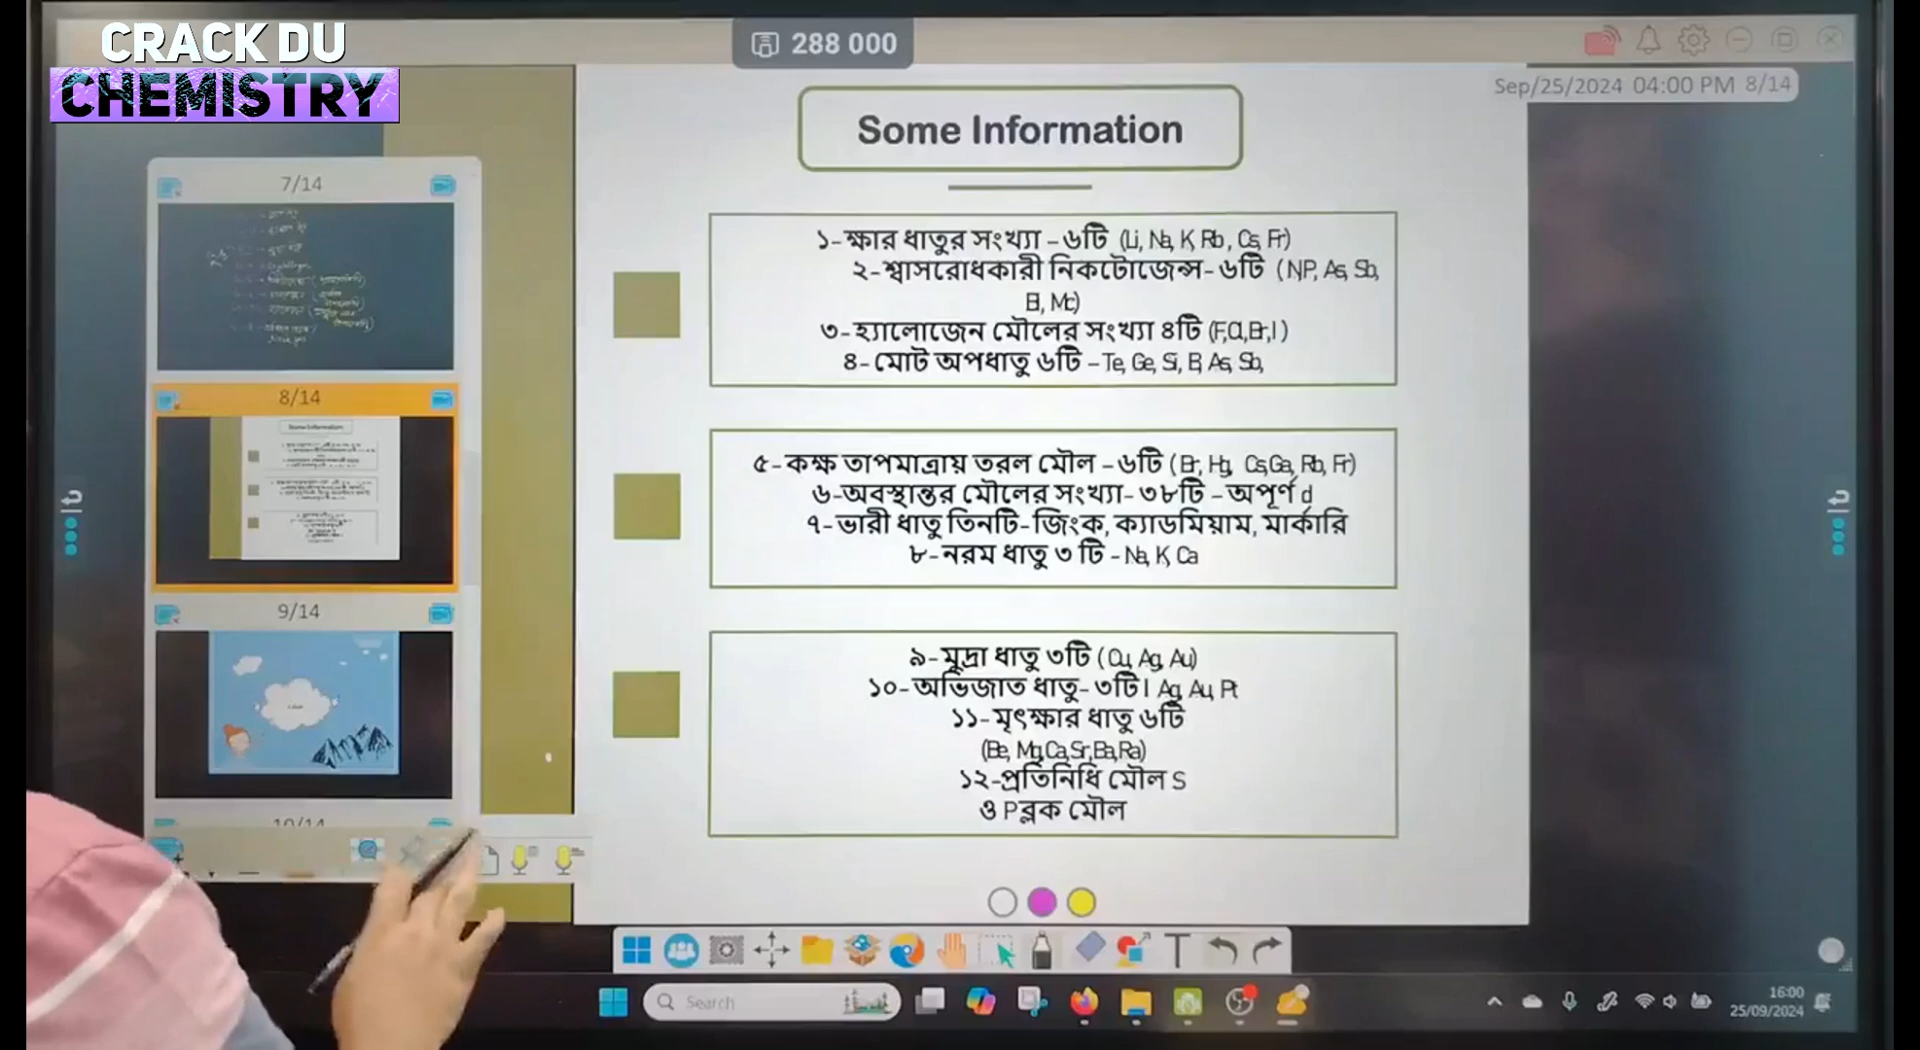 CRACK DU
CHEMISTRY
288 000
Sep/25/2024 04:00 PM 8/14
7/14
8/14
9/14
10/14
Some Information
১-ক্ষার ধাতুর সংখ্যা -৬টি (Li, Na, K, Rb, Cs, Fr)
২-শ্বাসরোধকারী নিকটোজেন্স- ৬টি (N,P, As, Sb,
Bi, Mc)
৩-হ্যালোজেন মৌলের সংখ্যা ৪টি (F,Cl,Br,I)
৪-মোট অপধাতু ৬টি -Te, Ge, Si, B, As, Sb,
৫-কক্ষ তাপমাত্রায় তরল মৌল -৬টি (Br, Hg, Cs,Ga, Rb, Fr)
৬-অবস্থান্তর মৌলের সংখ্যা- ৩৮টি -অপূর্ণ d
৭-ভারী ধাতু তিনটি-জিংক, ক্যাডমিয়াম, মার্কারি
৮-নরম ধাতু ৩ টি -Na, K, Ca
৯-মুদ্রা ধাতু ৩টি (Cu, Ag, Au)
১০-অভিজাত ধাতু- ৩টি। Ag, Au, Pt
১১-মৃৎক্ষার ধাতু ৬টি
(Be, Mg,Ca,Sr,Ba,Ra)
১২-প্রতিনিধি মৌল S
ও P ব্লক মৌল
Search
16:00
25/09/2024